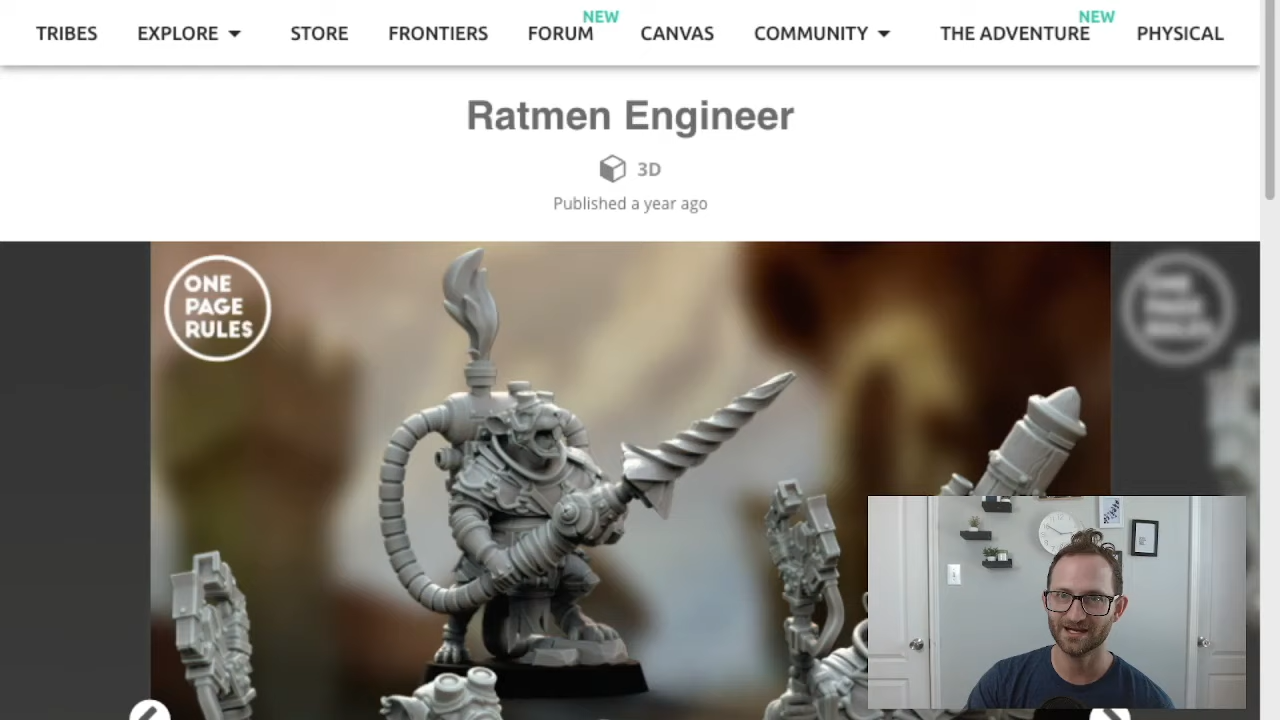 NEW NEW
TRIBES EXPLORE STORE FRONTIERS FORUM CANVAS COMMUNITY THE ADVENTURE PHYSICAL
Ratmen Engineer
3D
Published a year ago
ONE
PAGE
RULES